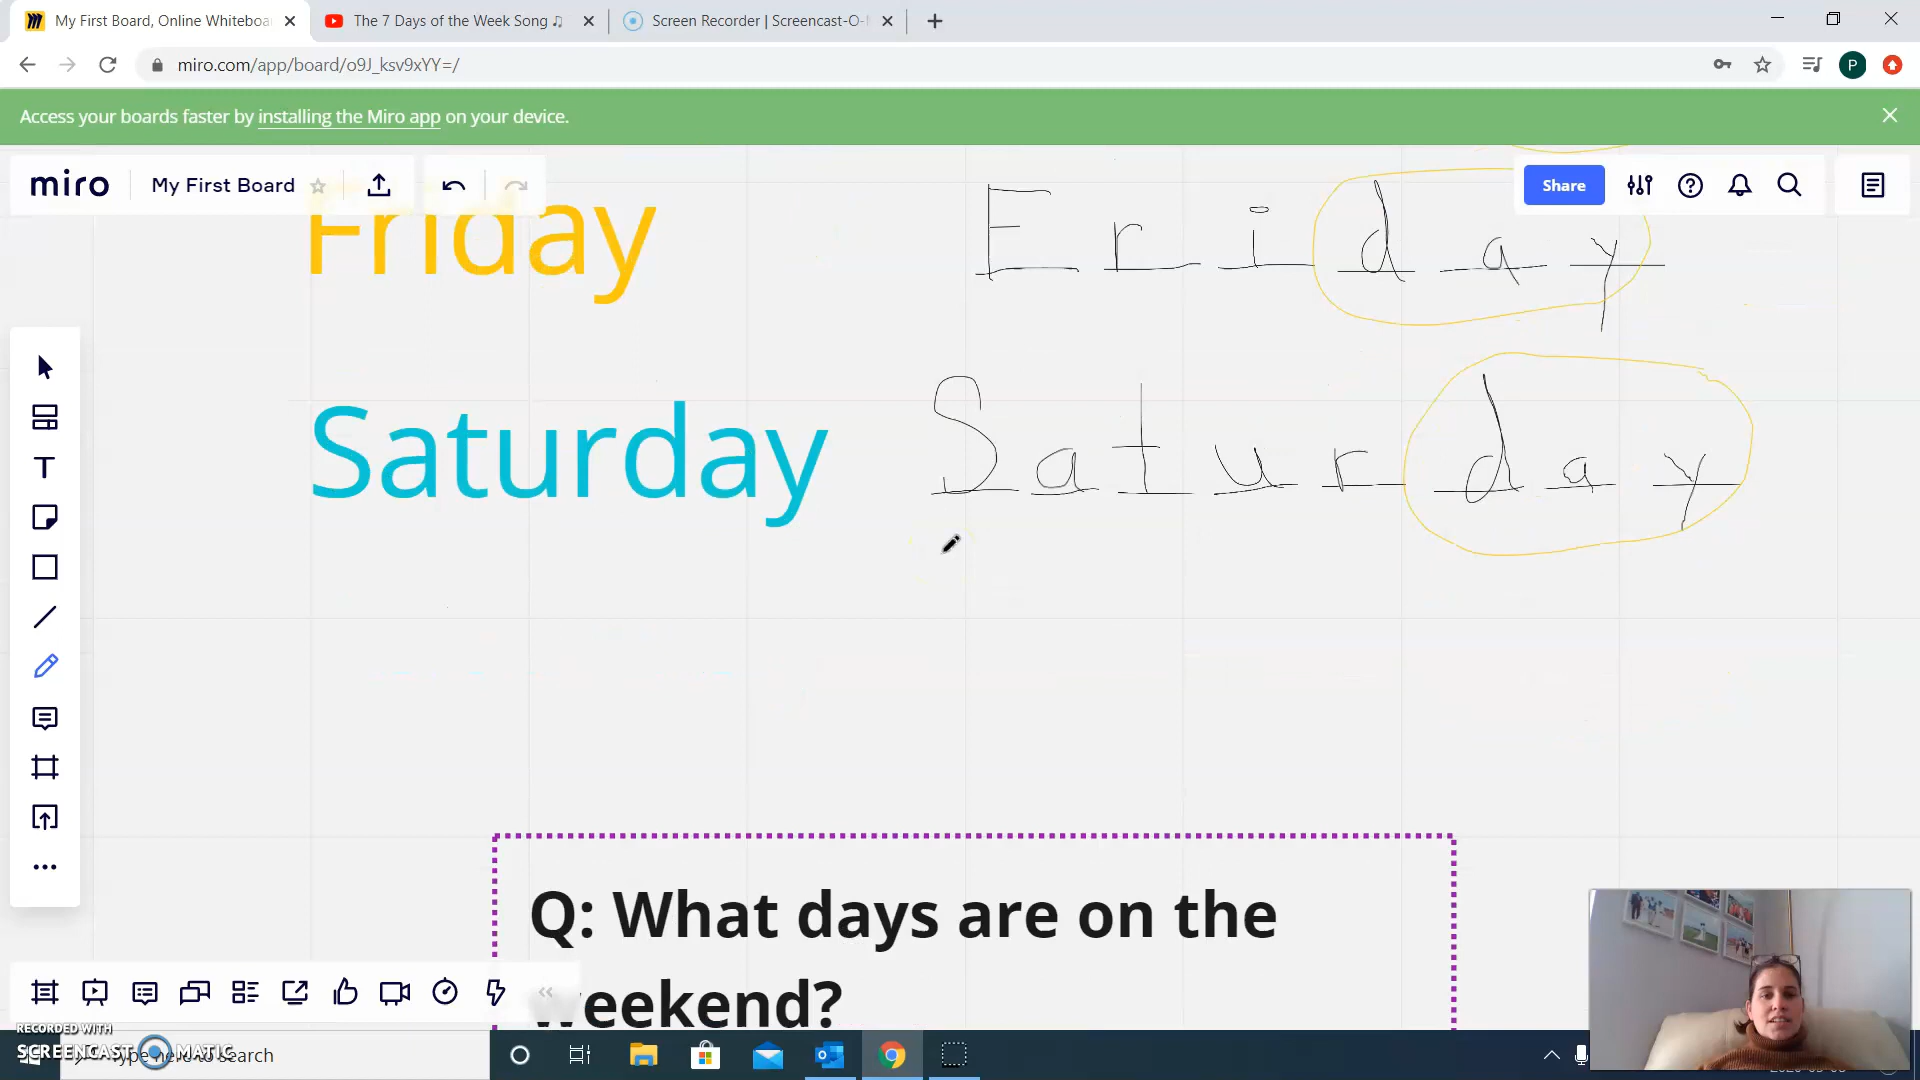 My First Board, Online Whiteboa
The 7 Days of the Week Song ♫
Screen Recorder | Screencast-O-
miro.com/app/board/o9J_ksv9xYY=/
P
Access your boards faster by installing the Miro app on your device.
miro
My First Board
Share
Friday
F r i d a y
Saturday
S a t u r d a y
T
Q: What days are on the
weekend?
RECORDED WITH
SCREENCAST MATIC
Type here to search